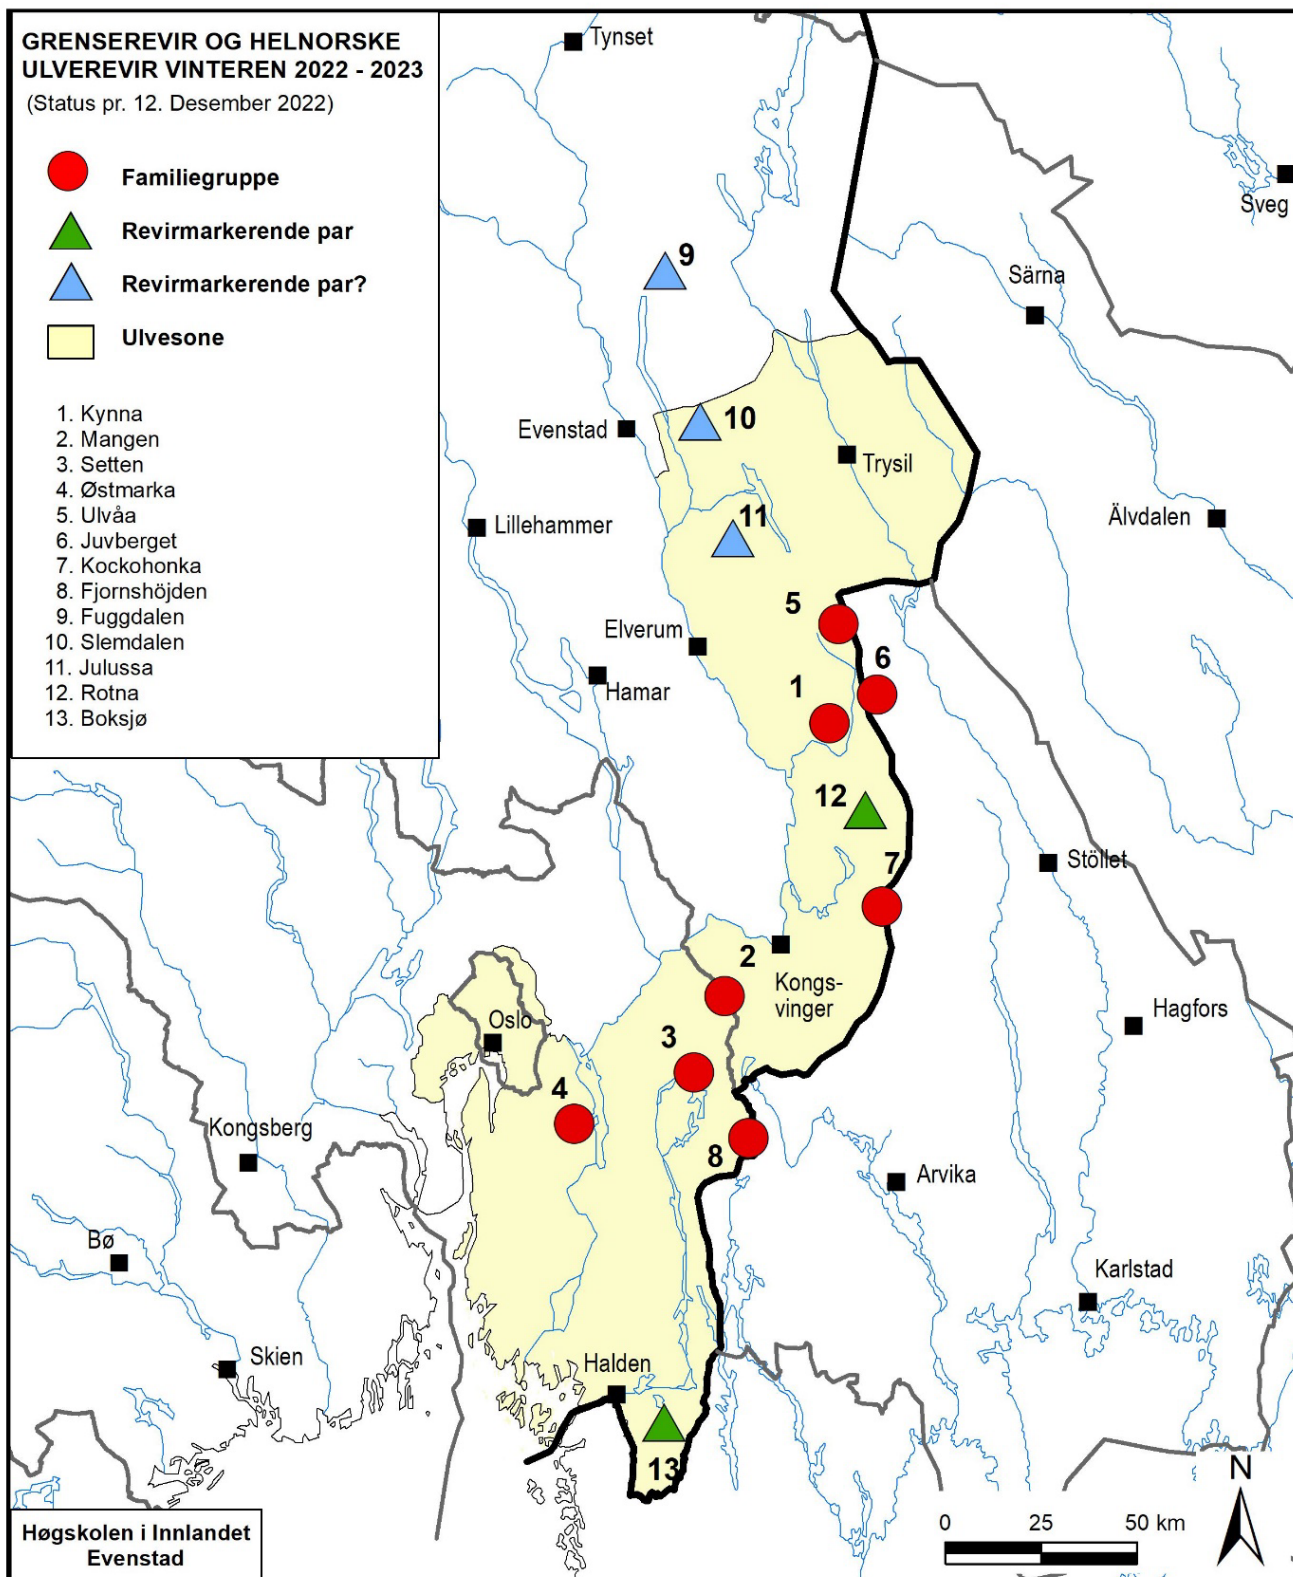 GRENSEREVIR OG HELNORSKE
ULVEREVIR VINTEREN 2022 - 2023
(Status pr. 12. Desember 2022)
Familiegruppe
Revirmarkerende par
Revirmarkerende par?
Ulvesone
1. Kynna
2. Mangen
3. Setten
4. Østmarka
5. Ulvåa
6. Juvberget
7. Kockohonka
8. Fjornshöjden
9. Fuggdalen
10. Slemdalen
11. Julussa
12. Rotna
13. Boksjø
Tynset
Sveg
9
Särna
10
Evenstad
Trysil
11
Lillehammer
Älvdalen
5
Elverum
6
Hamar
1
12
7
Stöllet
2
Kongs-
vinger
Hagfors
Oslo
3
4
Kongsberg
8
Arvika
Bø
Karlstad
Skien
Halden
13
N
0 25 50 km
Høgskolen i Innlandet
Evenstad